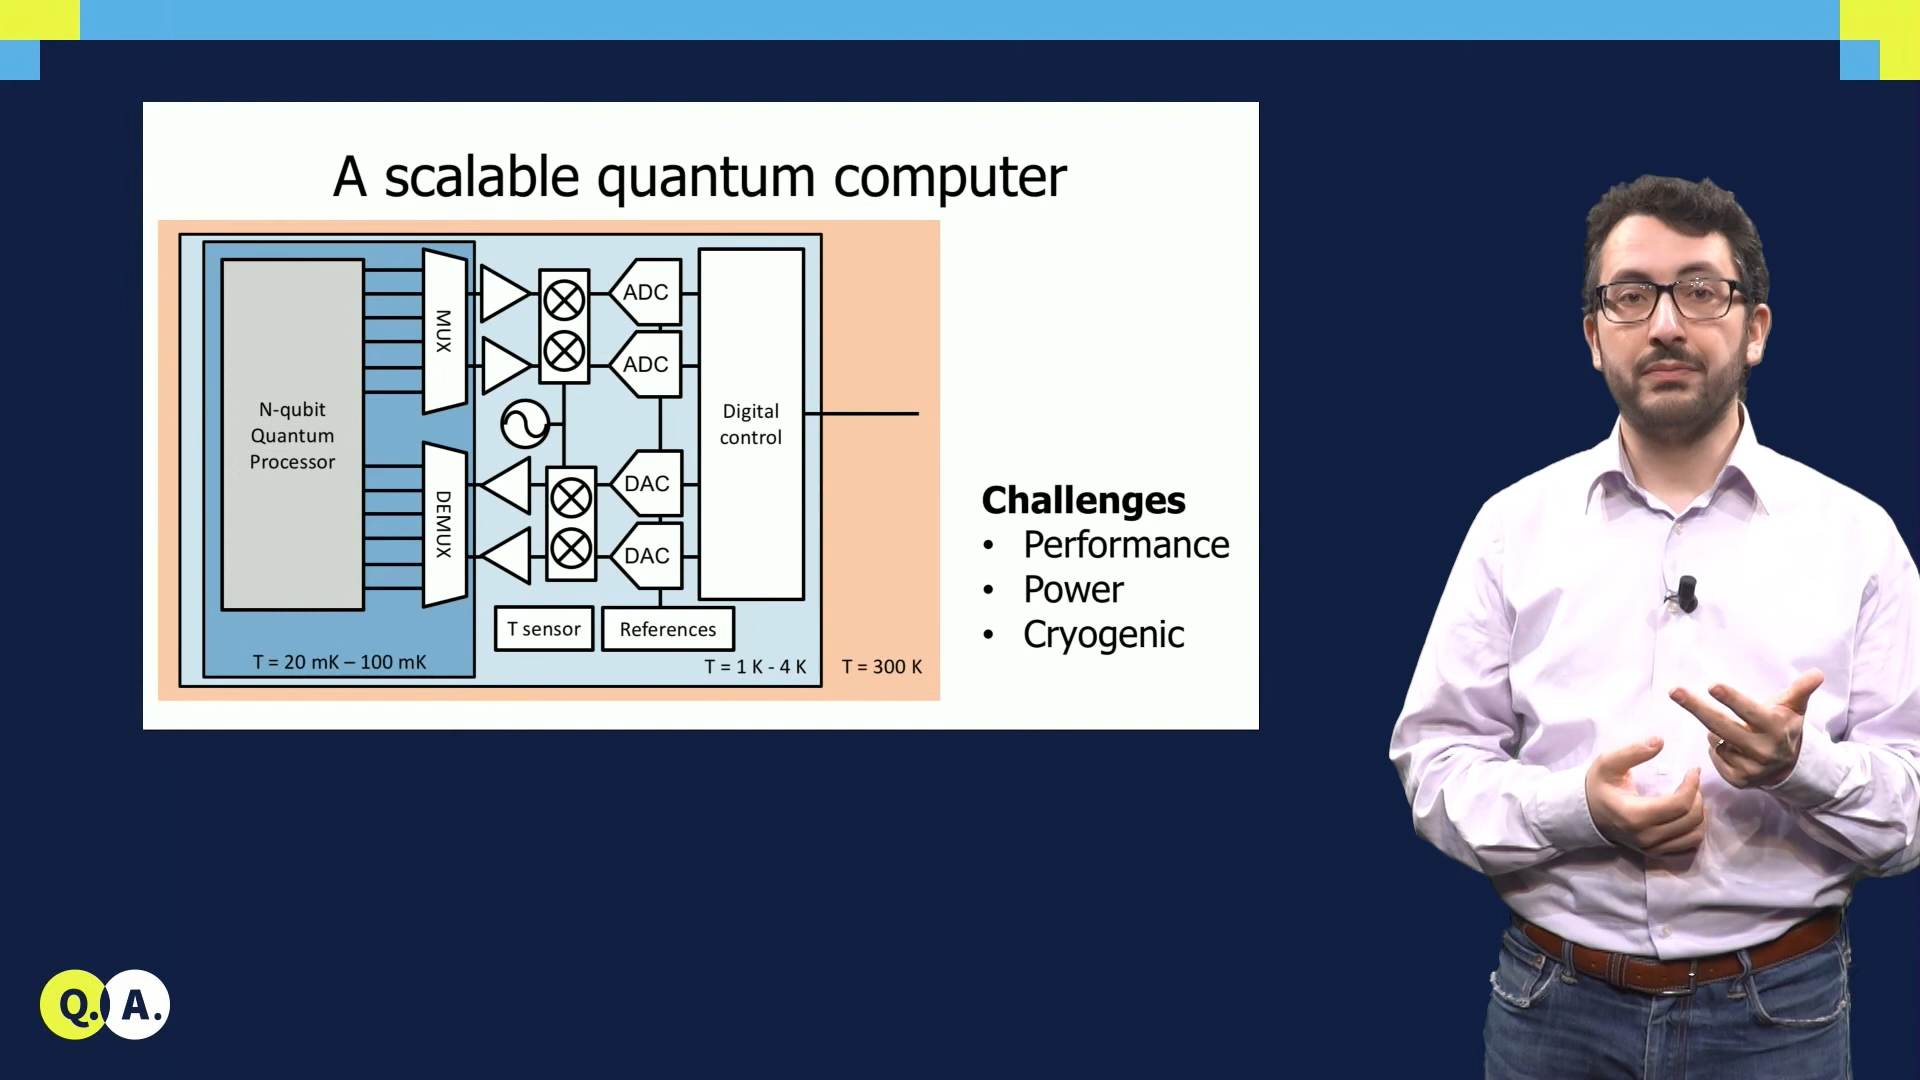 A scalable quantum computer
N-qubit
Quantum
Processor
MUX
DEMUX
ADC
ADC
DAC
DAC
Digital
control
T sensor
References
T = 20 mK – 100 mK
T = 1 K - 4 K
T = 300 K
Challenges
• Performance
• Power
• Cryogenic
Q. A.